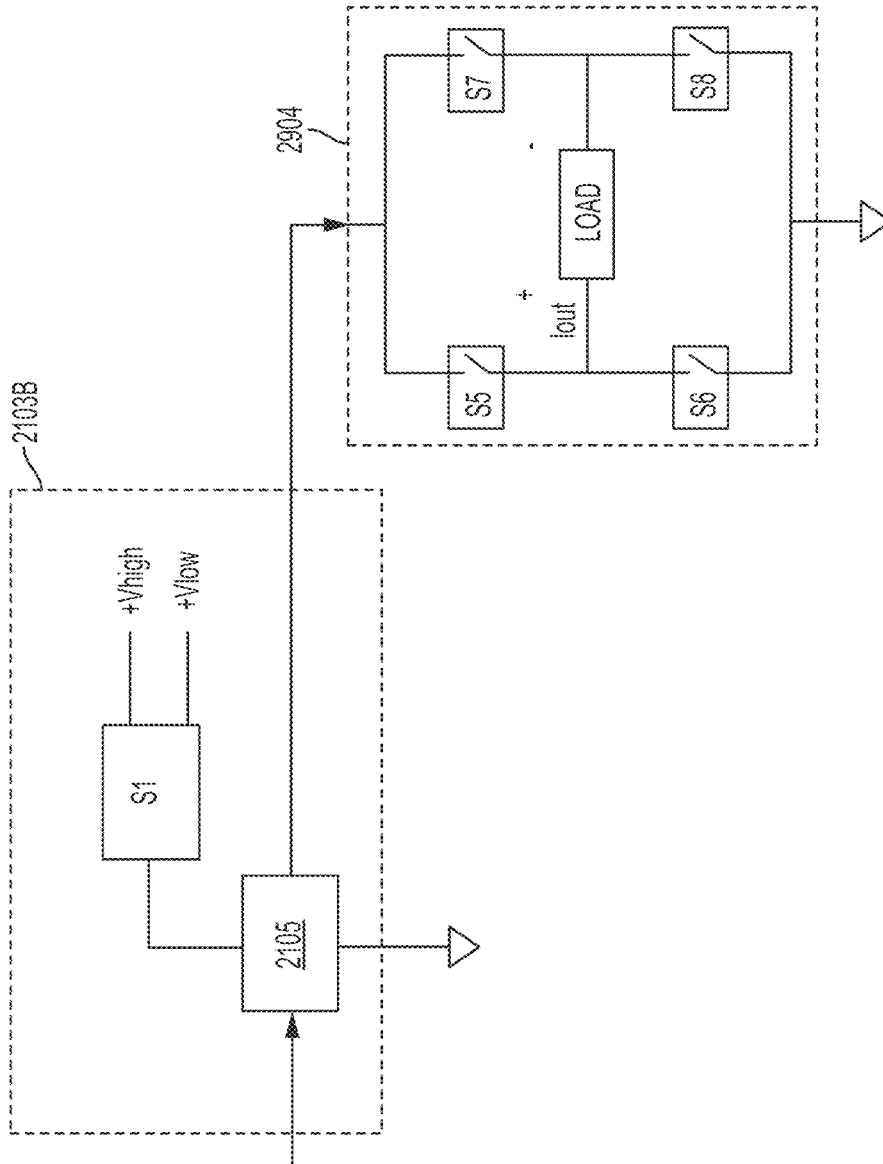 2103B
+Vhigh
+Vlow
S1
2105
2904
S5
S7
+
-
Iout
LOAD
S6
S8